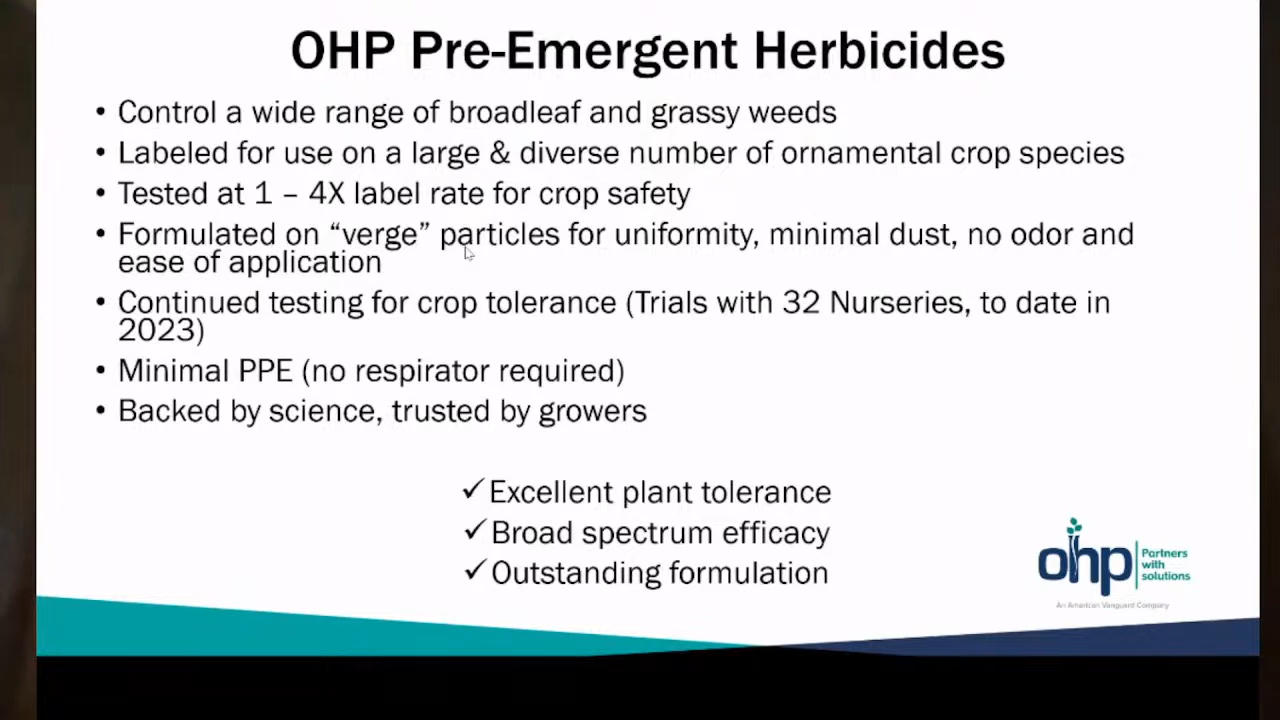 OHP Pre-Emergent Herbicides
• Control a wide range of broadleaf and grassy weeds
• Labeled for use on a large & diverse number of ornamental crop species
• Tested at 1 – 4X label rate for crop safety
• Formulated on “verge” particles for uniformity, minimal dust, no odor and
ease of application
• Continued testing for crop tolerance (Trials with 32 Nurseries, to date in
2023)
• Minimal PPE (no respirator required)
• Backed by science, trusted by growers
✓Excellent plant tolerance
✓Broad spectrum efficacy
✓Outstanding formulation
ohp
Partners
with
solutions
An American Vanguard Company